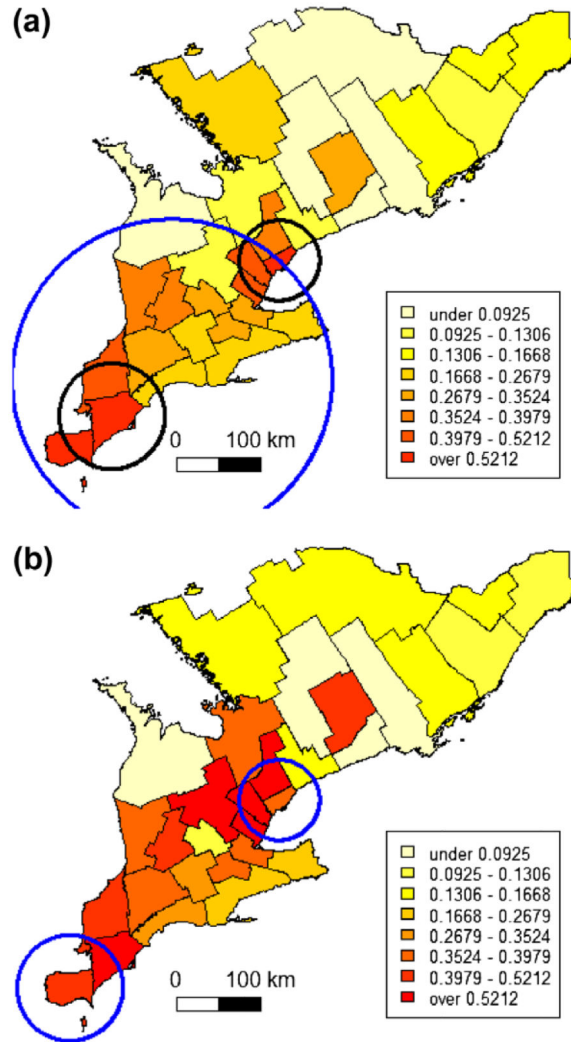 (a)
under 0.0925
0.0925 - 0.1306
0.1306 - 0.1668
0.1668 - 0.2679
0.2679 - 0.3524
0.3524 - 0.3979
0.3979 - 0.5212
over 0.5212
0 100 km
(b)
under 0.0925
0.0925 - 0.1306
0.1306 - 0.1668
0.1668 - 0.2679
0.2679 - 0.3524
0.3524 - 0.3979
0.3979 - 0.5212
over 0.5212
0 100 km